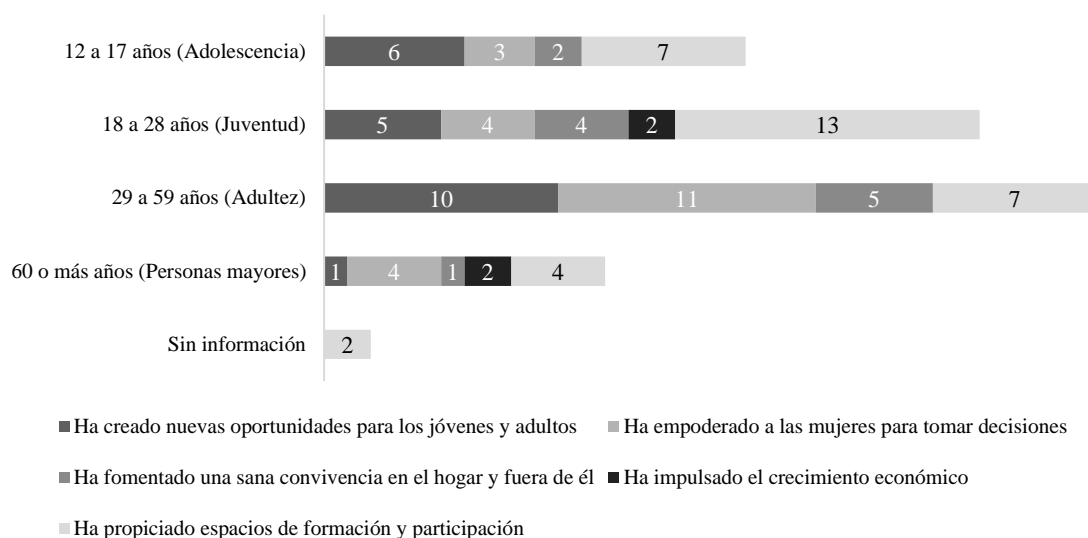 12 a 17 años (Adolescencia) 6 3 2 7
18 a 28 años (Juventud) 5 4 4 2 13
29 a 59 años (Adultez) 10 11 5 7
60 o más años (Personas mayores) 1 4 1 2 4
Sin información 2
Ha creado nuevas oportunidades para los jóvenes y adultos Ha empoderado a las mujeres para tomar decisiones
Ha fomentado una sana convivencia en el hogar y fuera de él Ha impulsado el crecimiento económico
Ha propiciado espacios de formación y participación